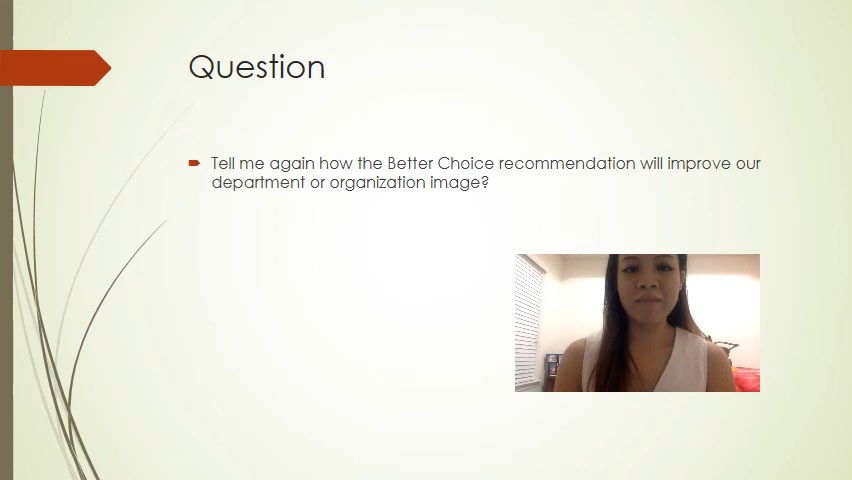 Question
Tell me again how the Better Choice recommendation will improve our
department or organization image?